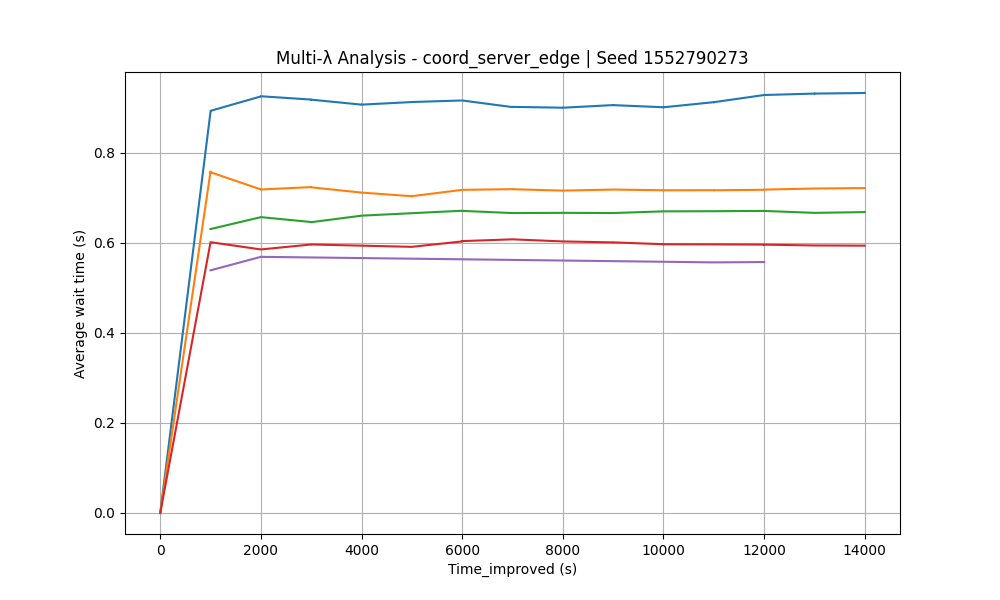 Multi-λ Analysis - coord_server_edge | Seed 1552790273
Average wait time (s)
0.8
0.6
0.4
0.2
0.0
0 2000 4000 6000 8000 10000 12000 14000
Time_improved (s)